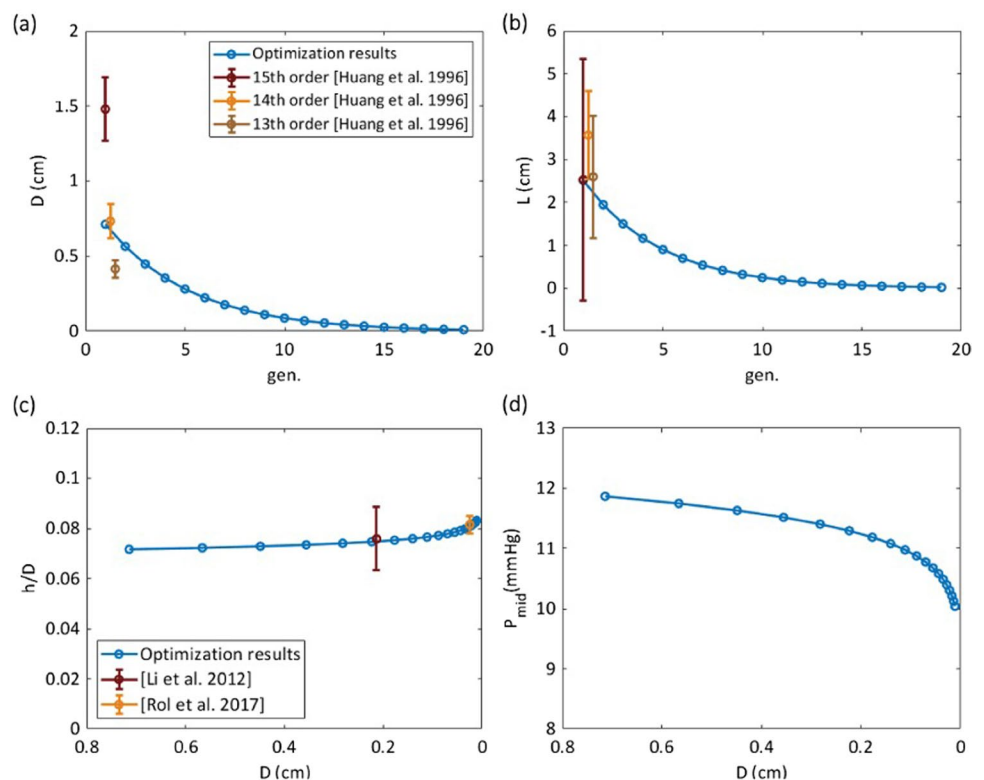 (a)
2
1.5
1
0.5
0
D (cm)
0 5 10 15 20
gen.
Optimization results
15th order [Huang et al. 1996]
14th order [Huang et al. 1996]
13th order [Huang et al. 1996]
(b)
6
5
4
3
2
1
0
-1
L (cm)
0 5 10 15 20
gen.
(c)
0.12
0.1
0.08
0.06
0.04
0.02
0
h/D
0.8 0.6 0.4 0.2 0
D (cm)
Optimization results
[Li et al. 2012]
[Rol et al. 2017]
(d)
13
12
11
10
9
8
P_mid(mmHg)
0.8 0.6 0.4 0.2 0
D (cm)